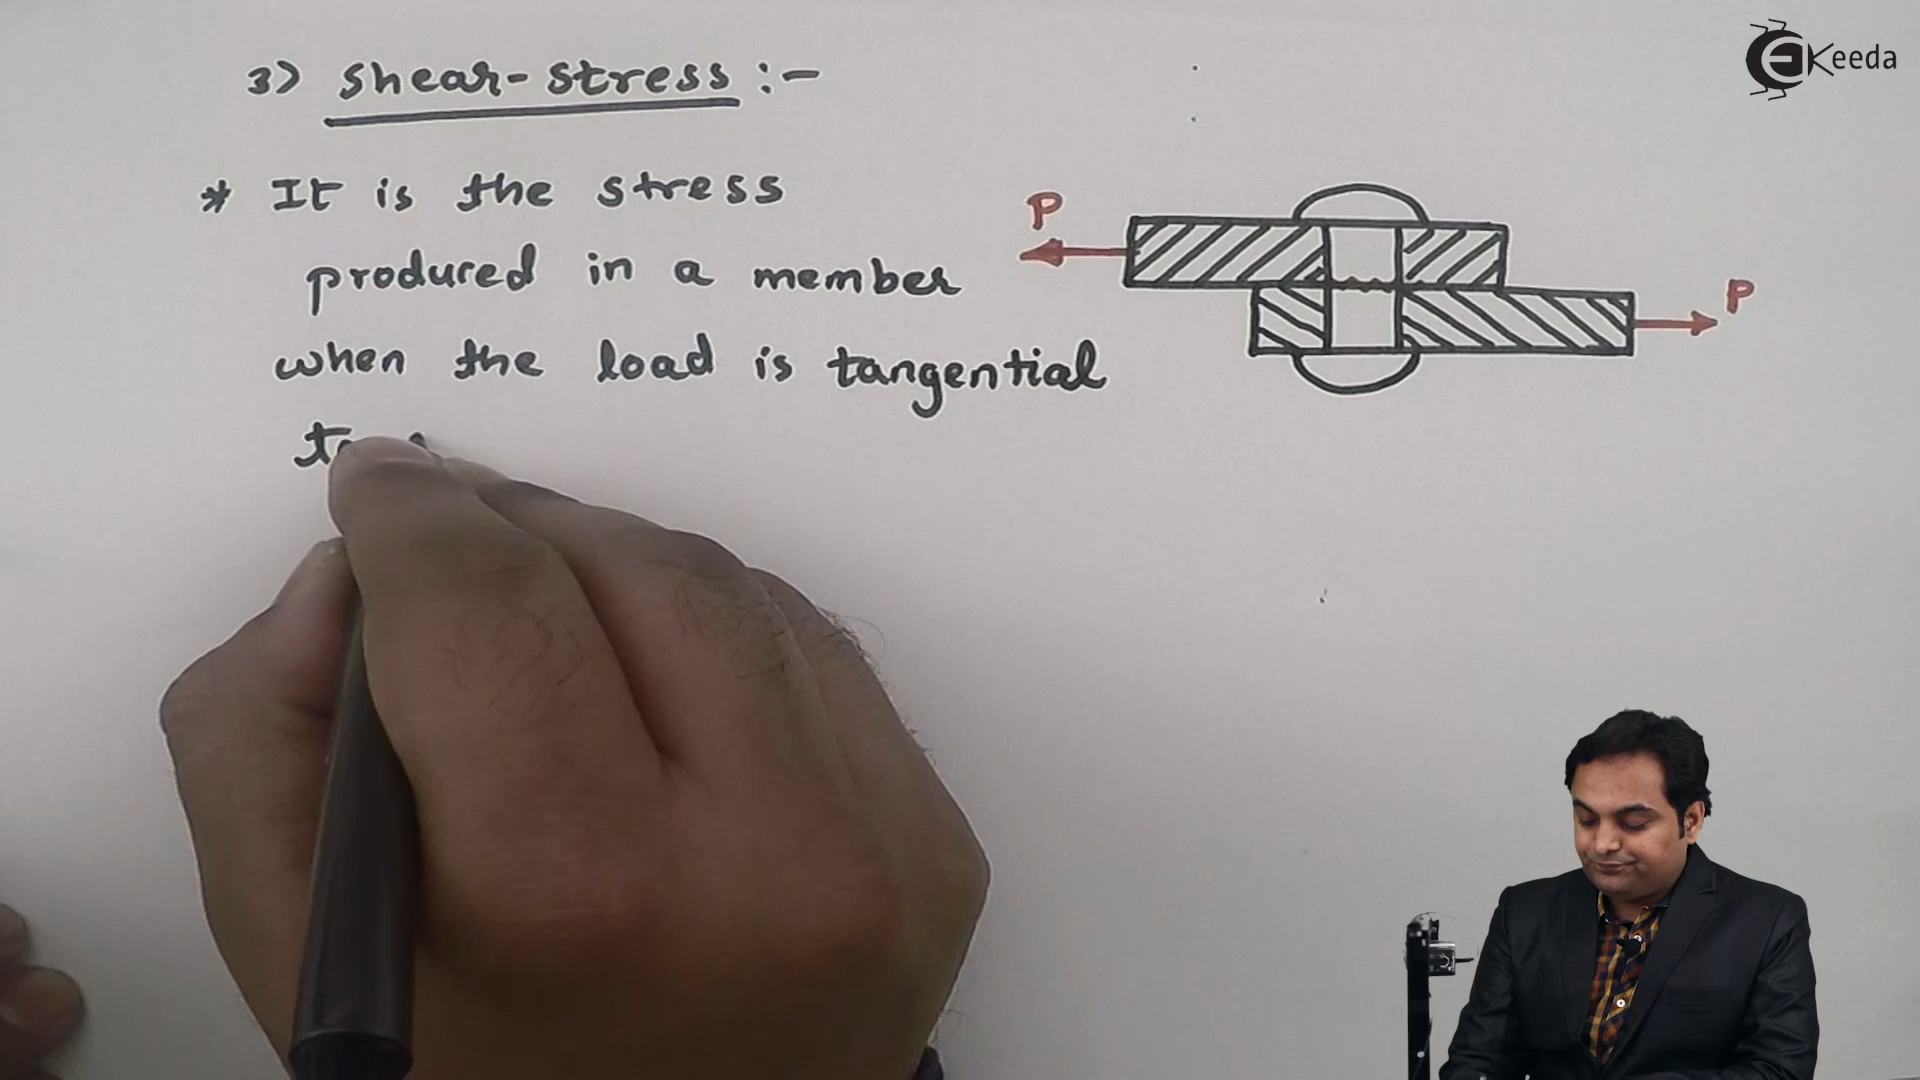 3) shear-stress :-
* It is the stress
produced in a member
when the load is tangential
P
P
Keeda